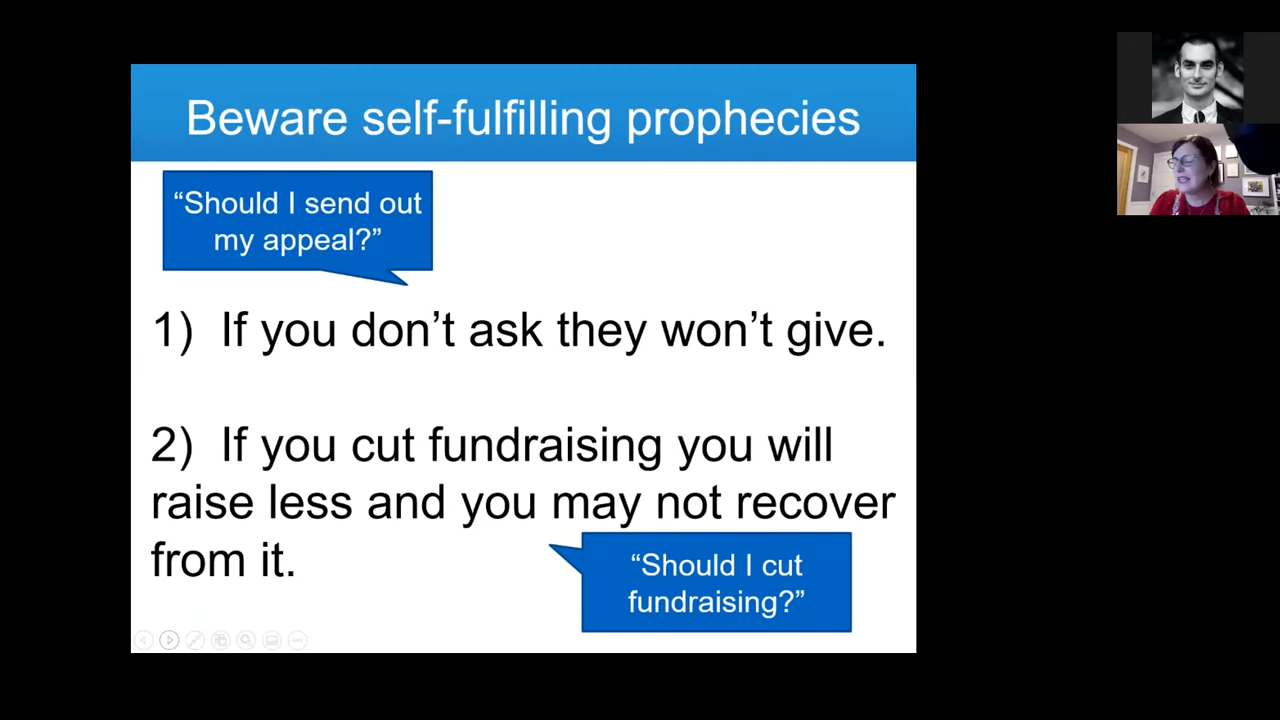 Beware self-fulfilling prophecies
“Should I send out
my appeal?”
1) If you don’t ask they won’t give.
2) If you cut fundraising you will
raise less and you may not recover
from it.
“Should I cut
fundraising?”